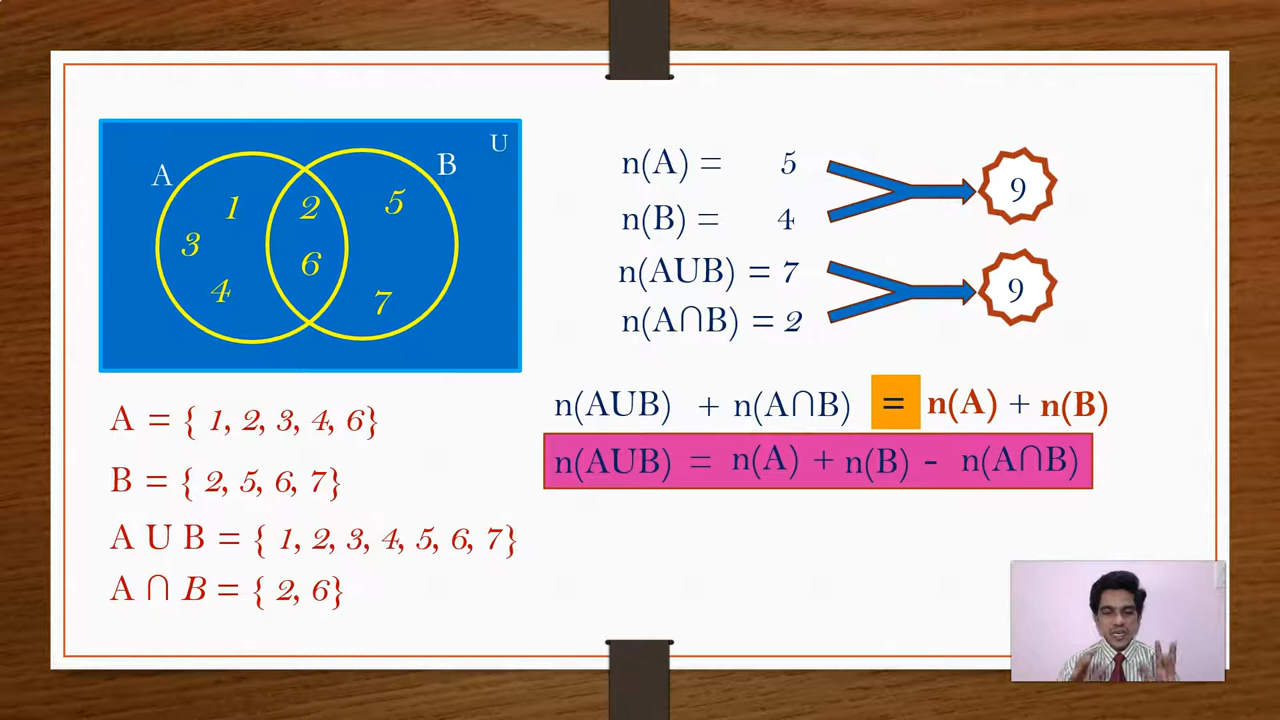 U
A
B
1
2
5
3
6
4
7
A = { 1, 2, 3, 4, 6}
B = { 2, 5, 6, 7}
A U B = { 1, 2, 3, 4, 5, 6, 7}
A ∩ B = { 2, 6}
n(A) = 5
n(B) = 4
9
n(AUB) = 7
n(A∩B) = 2
9
n(AUB) + n(A∩B) = n(A) + n(B)
n(AUB) = n(A) + n(B) - n(A∩B)